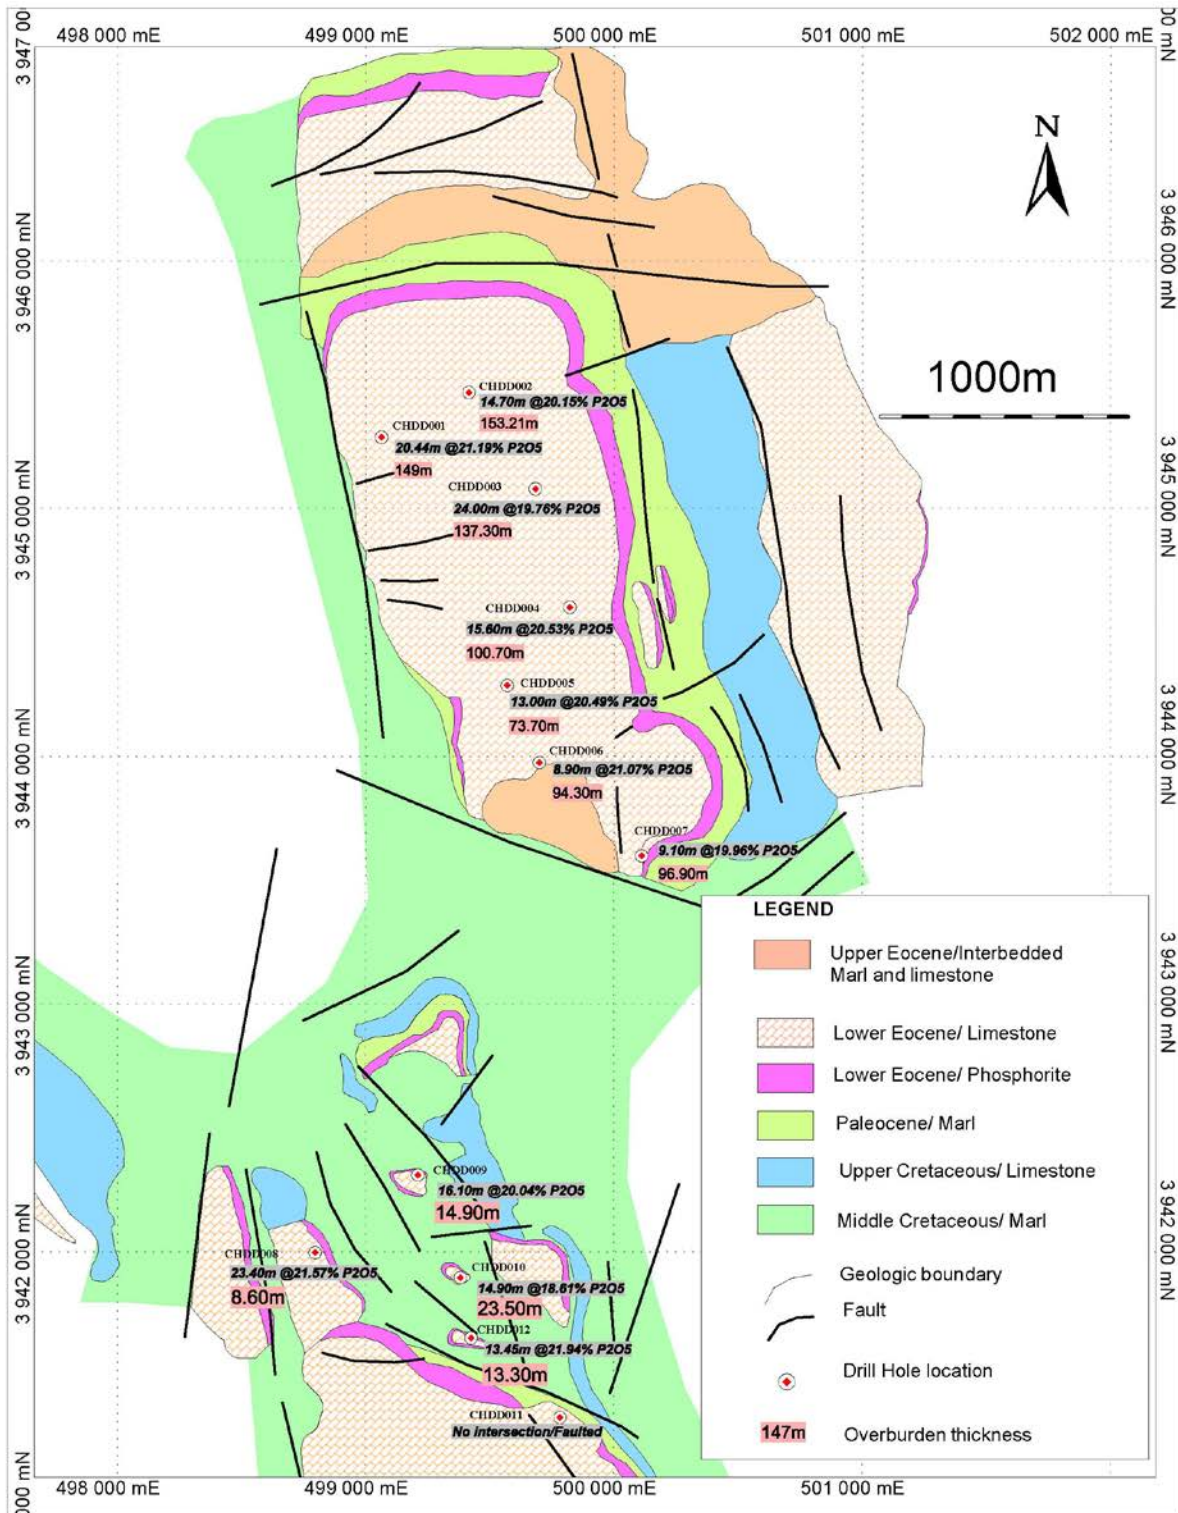 498 000 mE 499 000 mE 500 000 mE 501 000 mE 502 000 mE
3 947 00
00 mN
N
3 946 000 mN
3 946 000 mN
1000m
CHDD002
14.70m @20.15% P2O5
153.21m
CHDD001
20.44m @21.19% P2O5
149m
CHDD003
24.00m @19.76% P2O5
137.30m
3 945 000 mN
3 945 000 mN
CHDD004
15.60m @20.53% P2O5
100.70m
CHDD005
13.00m @20.49% P2O5
73.70m
3 944 000 mN
3 944 000 mN
CHDD006
8.90m @21.07% P2O5
94.30m
CHDD007
9.10m @19.96% P2O5
96.90m
3 943 000 mN
3 943 000 mN
LEGEND
Upper Eocene/Interbedded
Marl and limestone
Lower Eocene/ Limestone
Lower Eocene/ Phosphorite
Paleocene/ Marl
Upper Cretaceous/ Limestone
Middle Cretaceous/ Marl
Geologic boundary
Fault
Drill Hole location
147m Overburden thickness
CHDD009
16.10m @20.04% P2O5
14.90m
3 942 000 mN
3 942 000 mN
CHDD008
23.40m @21.57% P2O5
8.60m
CHDD010
14.90m @18.61% P2O5
23.50m
CHDD012
13.45m @21.94% P2O5
13.30m
CHDD011
No intersection/Faulted
000 mN
00 mN
498 000 mE 499 000 mE 500 000 mE 501 000 mE